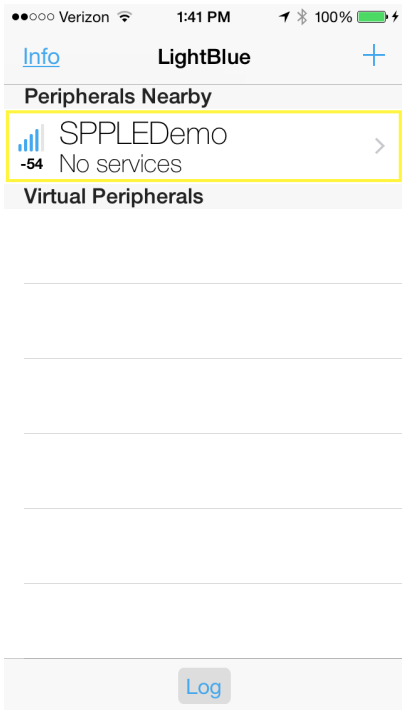 Verizon 1:41 PM 100%
Info LightBlue +
Peripherals Nearby
SPPLEDemo
-54 No services
Virtual Peripherals
Log